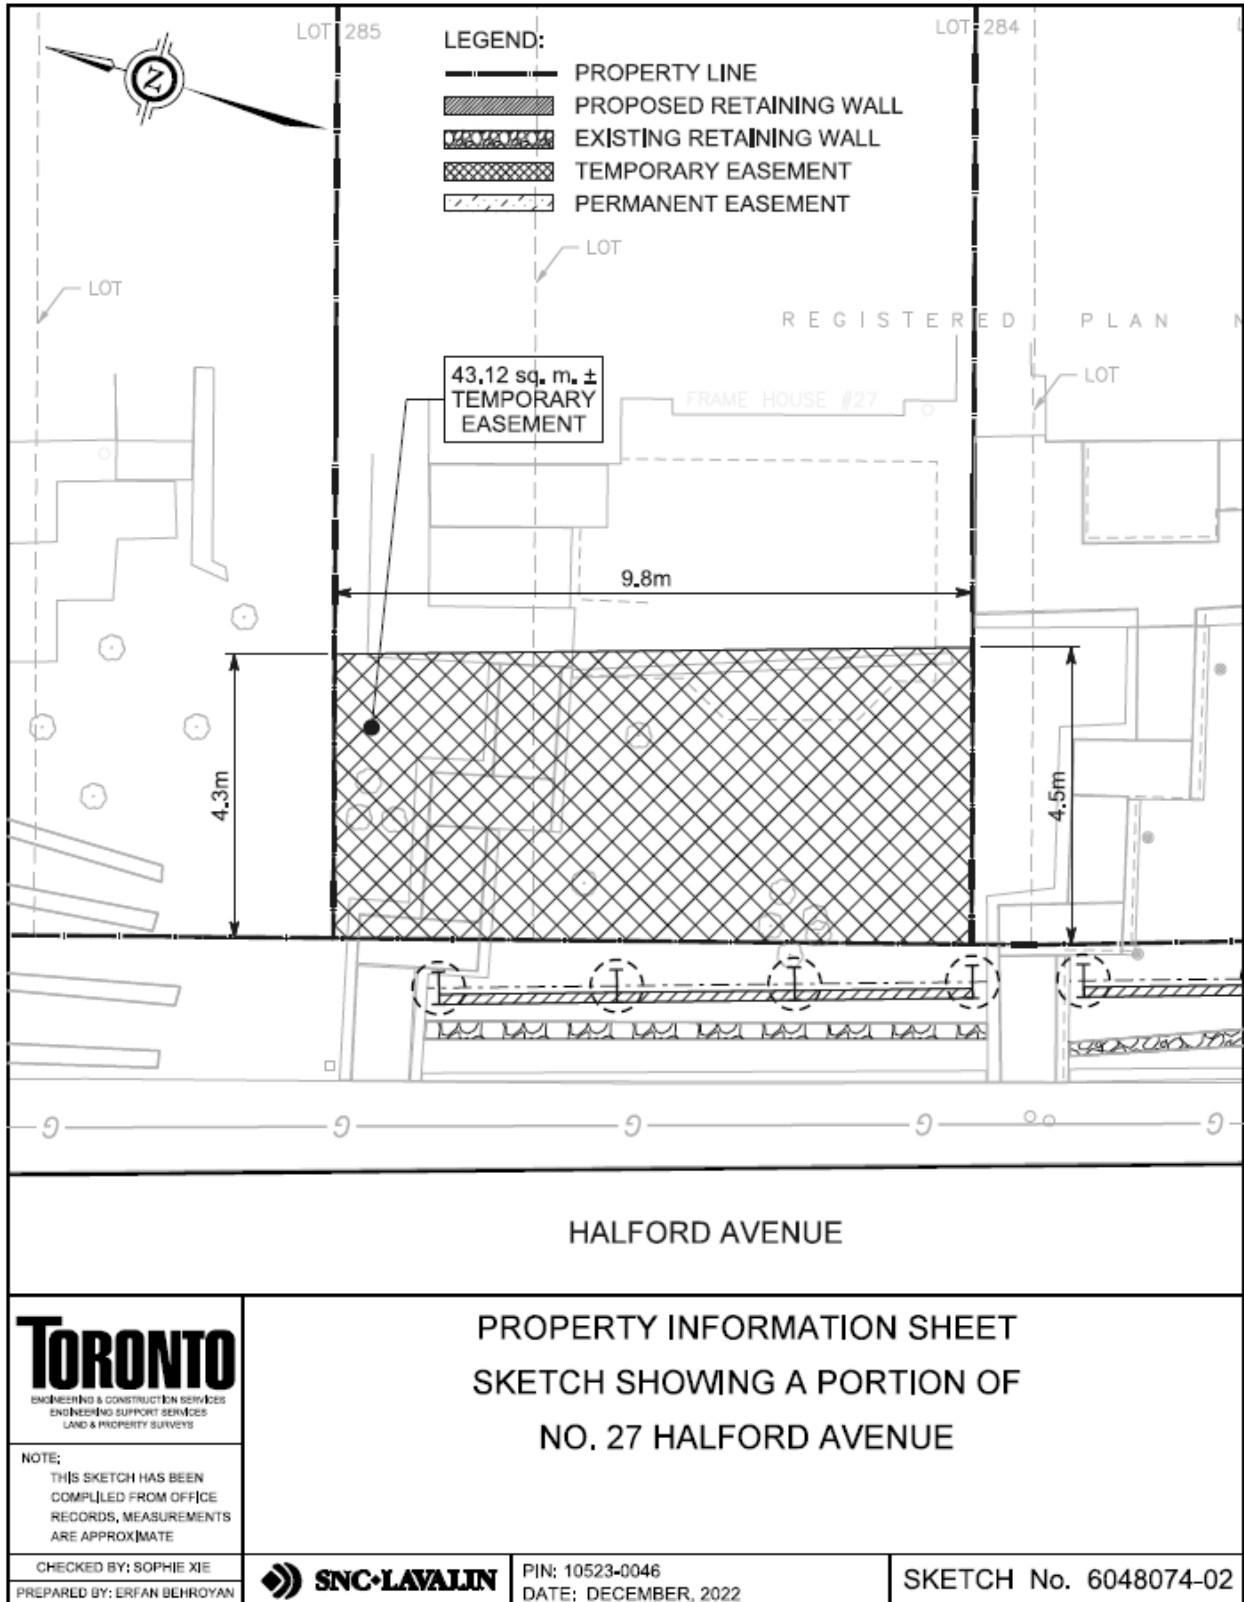 LOT 285
LOT 284
LEGEND:
PROPERTY LINE
PROPOSED RETAINING WALL
EXISTING RETAINING WALL
TEMPORARY EASEMENT
PERMANENT EASEMENT
Z
LOT
LOT
REGISTERED PLAN N
LOT
43.12 sq. m. ±
TEMPORARY
EASEMENT
FRAME HOUSE #27
9.8m
4.3m
4.5m
G G G G G
HALFORD AVENUE
TORONTO
ENGINEERING & CONSTRUCTION SERVICES
ENGINEERING SUPPORT SERVICES
LAND & PROPERTY SURVEYS
NOTE:
THIS SKETCH HAS BEEN
COMPLILED FROM OFFICE
RECORDS, MEASUREMENTS
ARE APPROXIMATE
CHECKED BY: SOPHIE XIE
PREPARED BY: ERFAN BEHROYAN
PROPERTY INFORMATION SHEET
SKETCH SHOWING A PORTION OF
NO. 27 HALFORD AVENUE
SNC•LAVALIN
PIN: 10523-0046
DATE: DECEMBER, 2022
SKETCH No. 6048074-02